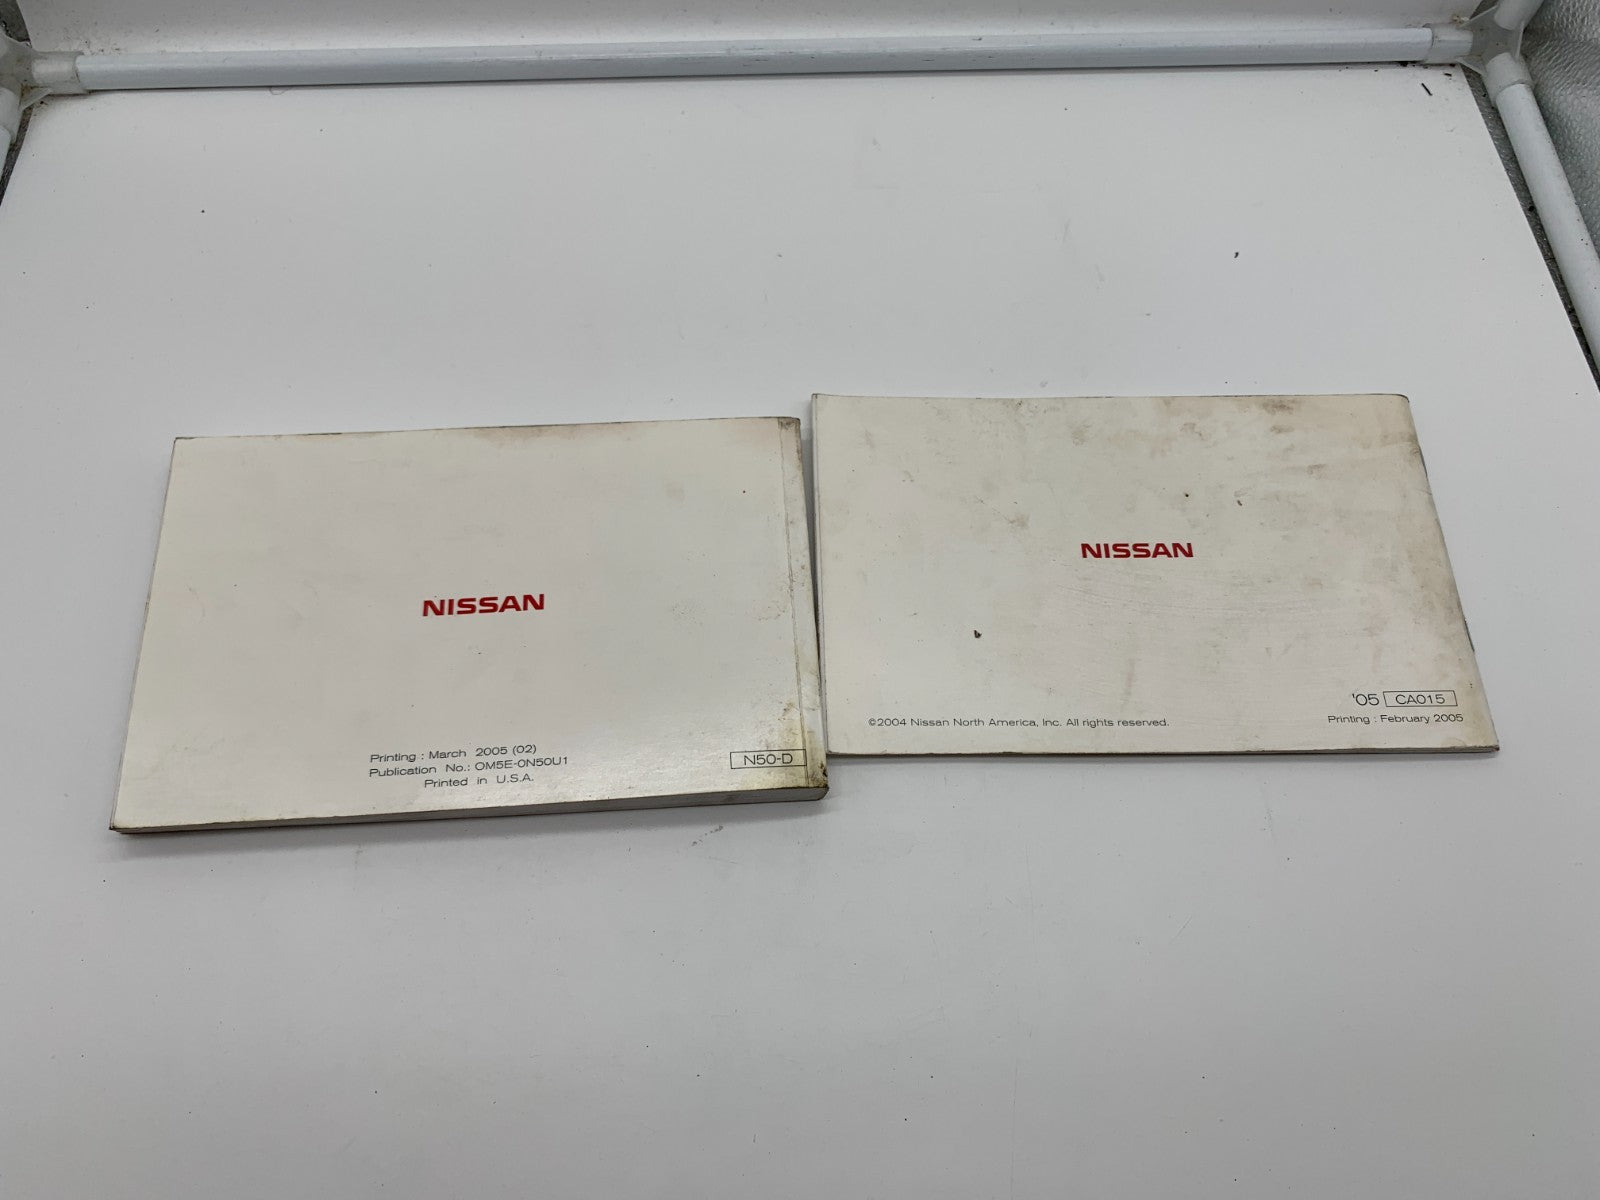 NISSAN
Printing : March 2005 (02)
Publication No.: OM5E-0N50U1
Printed in U.S.A.
N50-D
NISSAN
'05 CA015
©2004 Nissan North America, Inc. All rights reserved.
Printing : February 2005